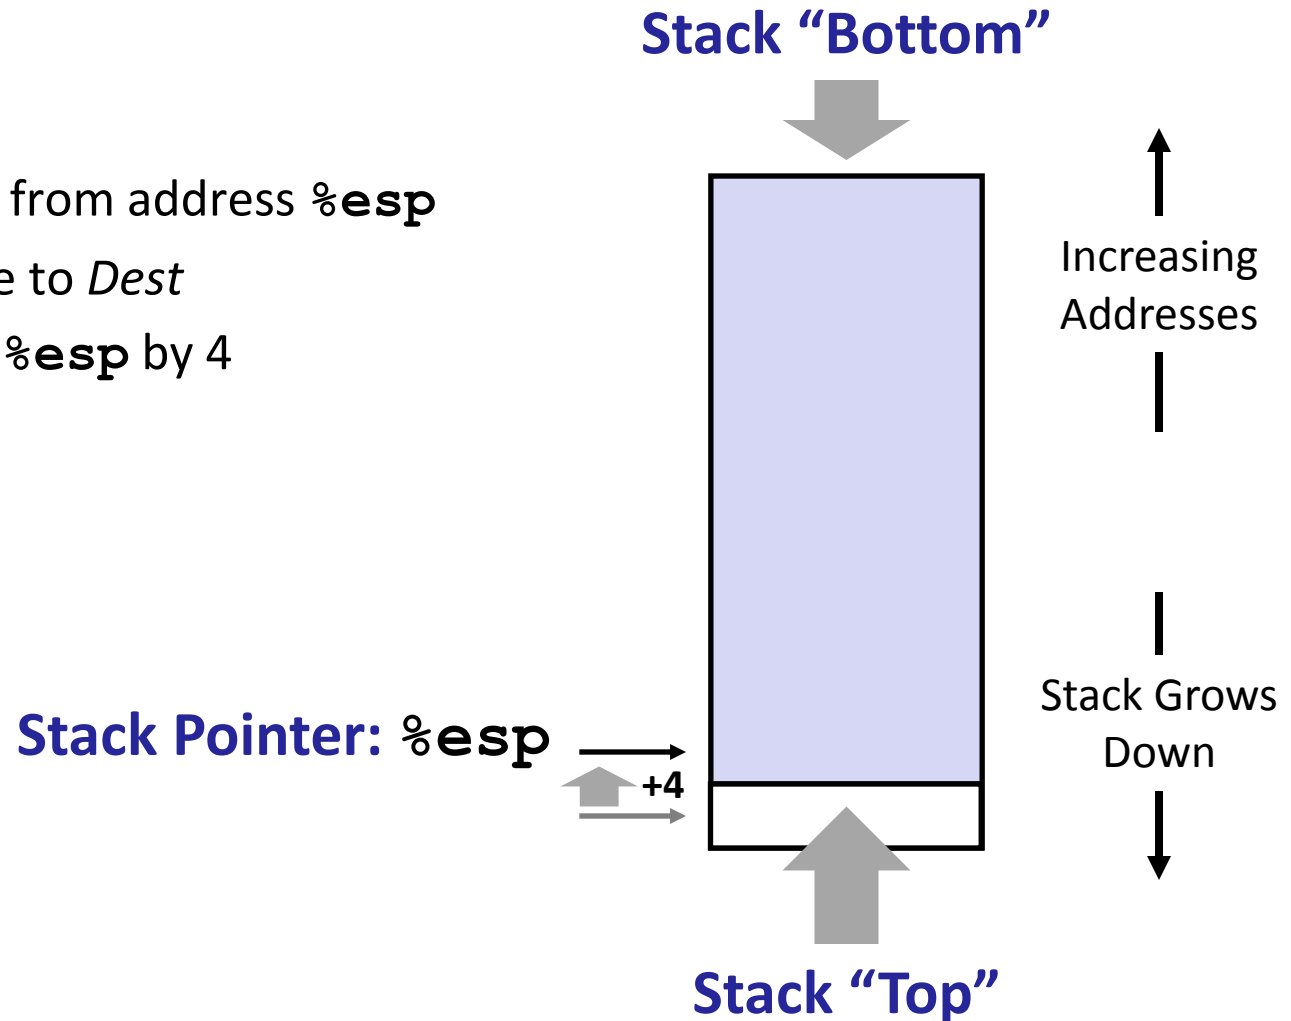 Stack “Bottom”
from address %esp
e to Dest
%esp by 4
Increasing
Addresses
Stack Grows
Down
Stack Pointer: %esp
+4
Stack “Top”